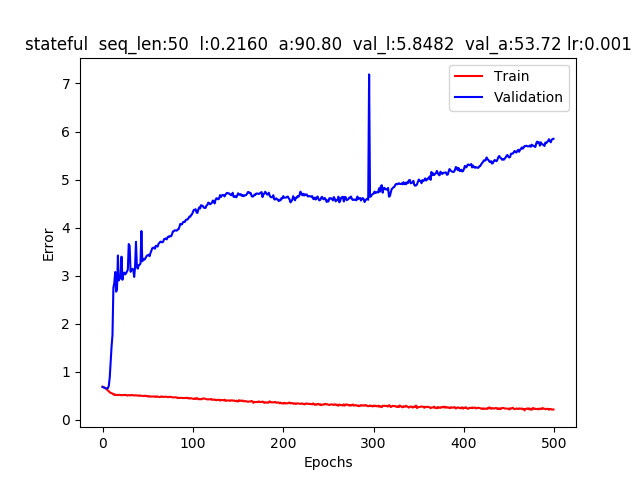 stateful  seq_len:50  l:0.2160  a:90.80  val_l:5.8482  val_a:53.72 lr:0.001
Train
Validation
7
6
5
4
3
2
1
0
Error
0
100
200
300
400
500
Epochs